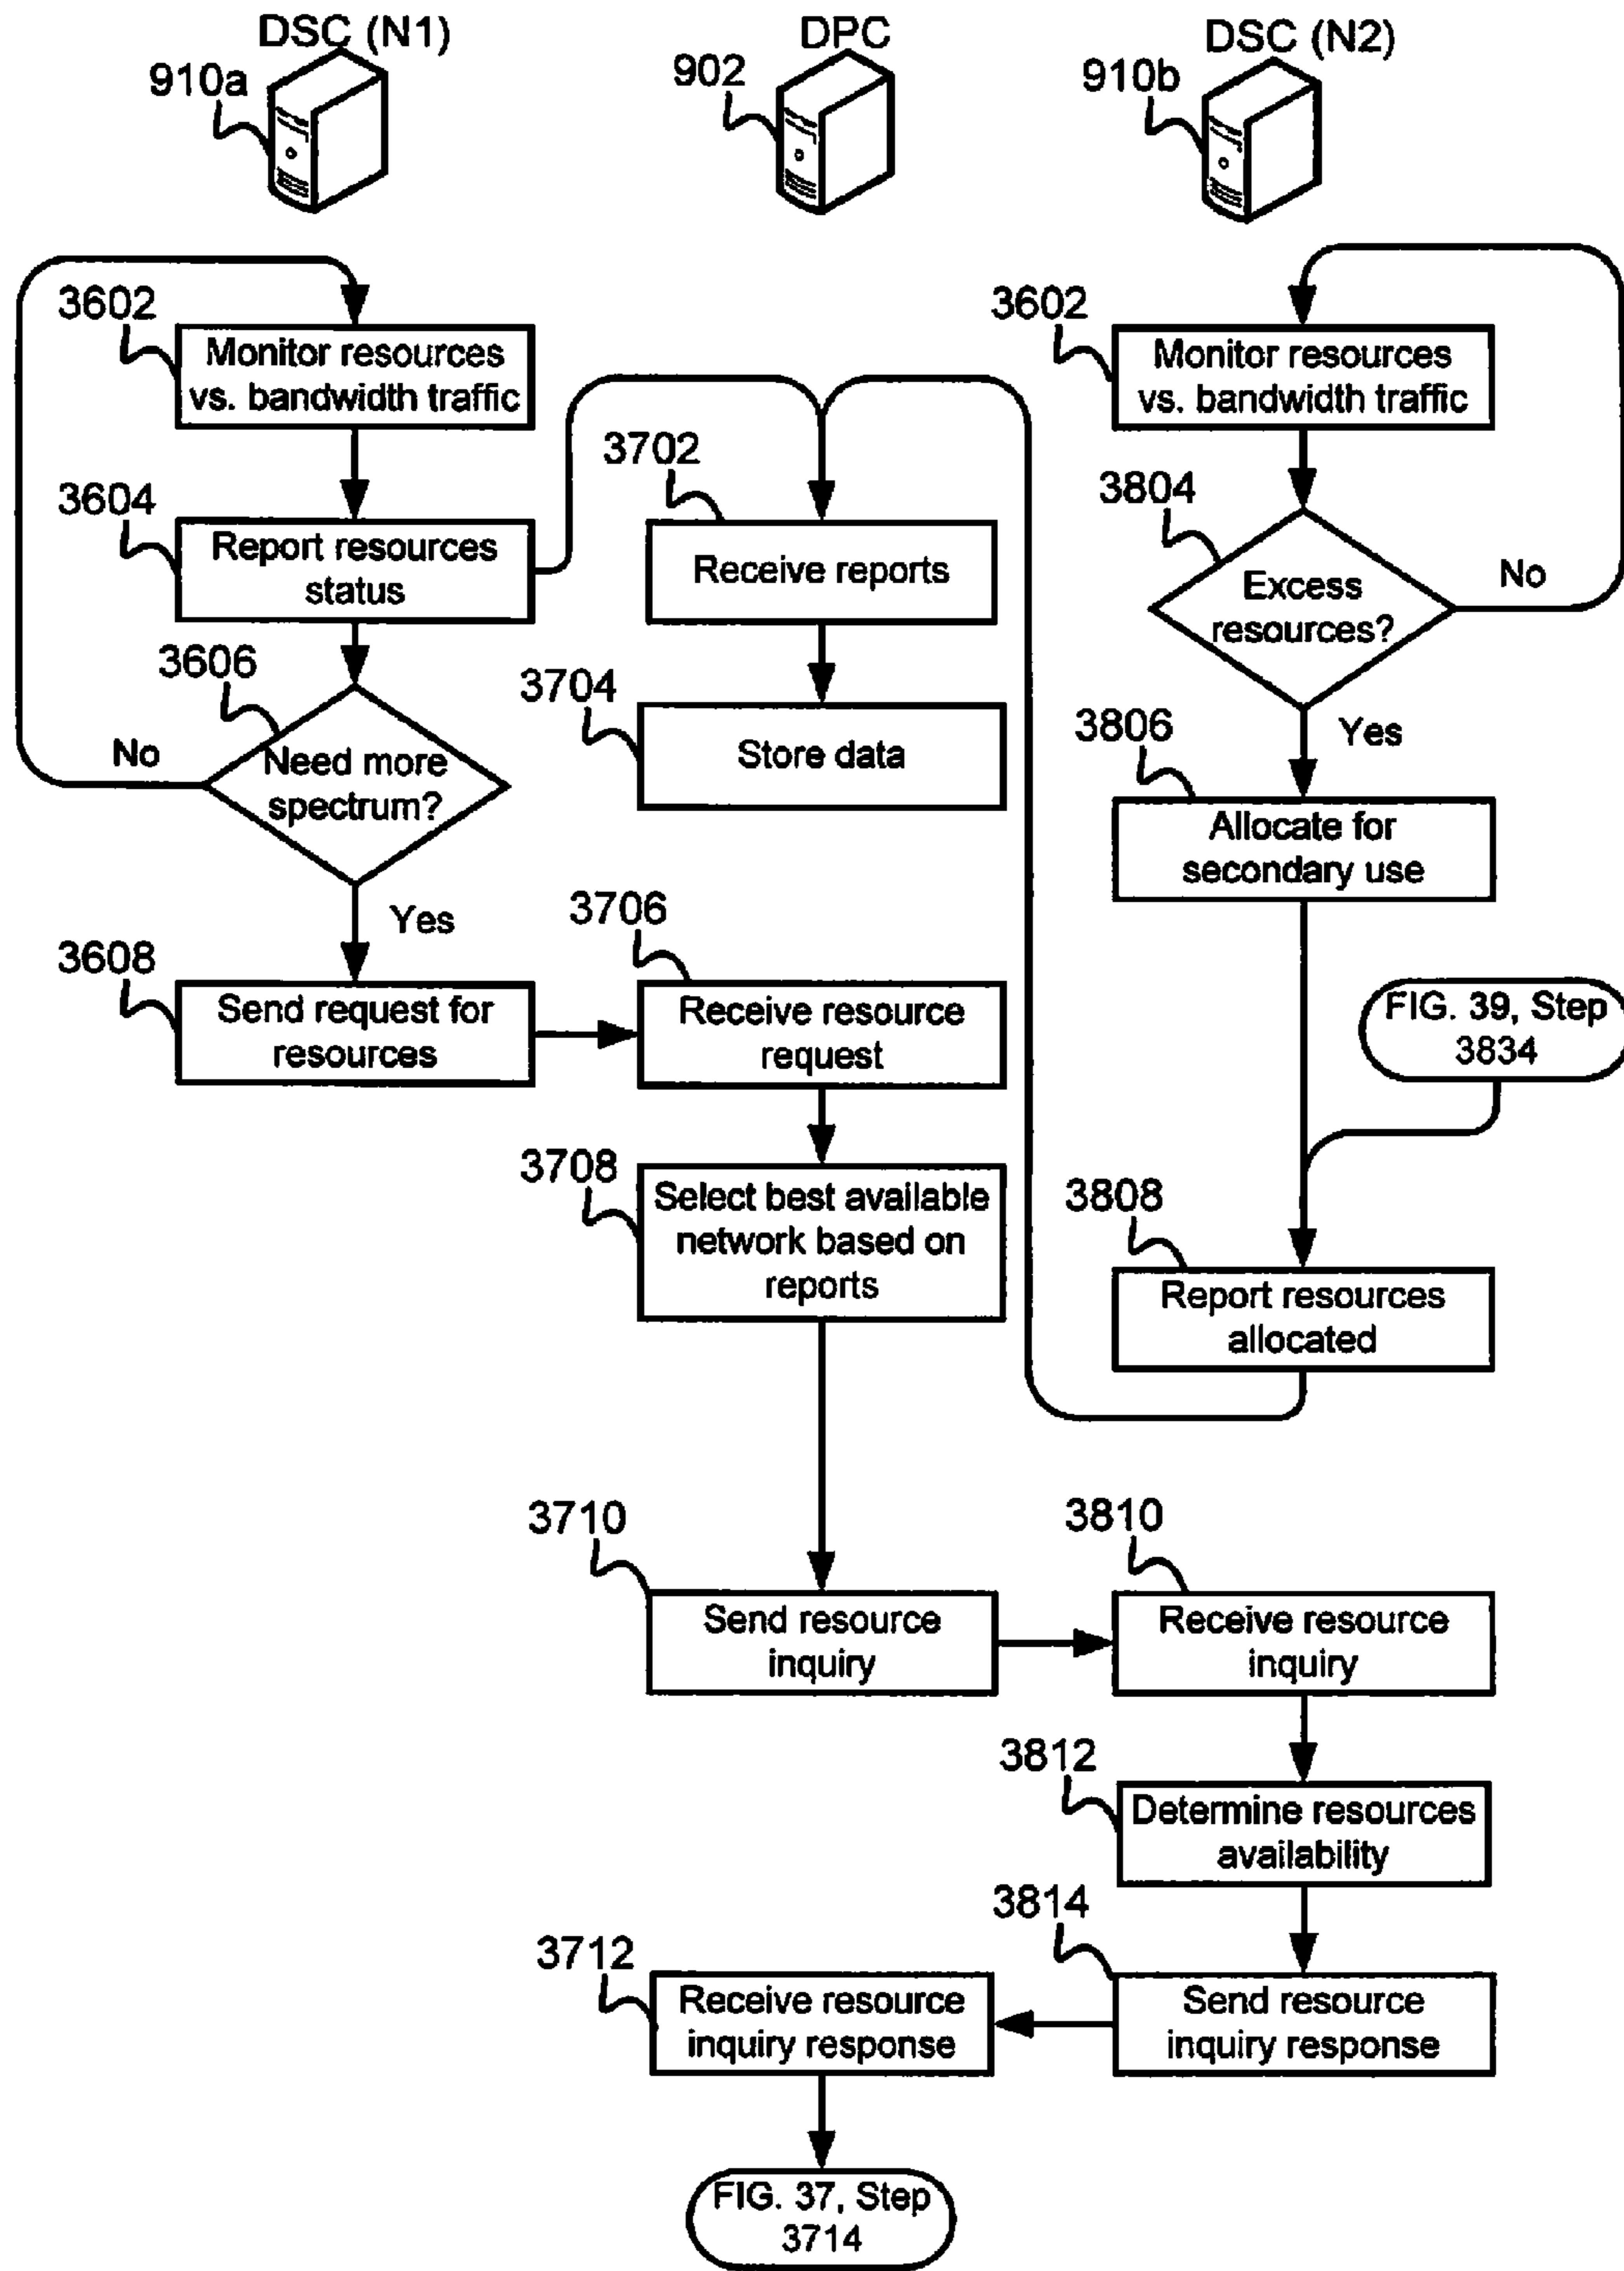 DSC (N1)
DPC
DSC (N2)
910a
902
910b
3602
Monitor resources
vs. bandwidth traffic
3602
Monitor resources
vs. bandwidth traffic
3604
Report resources
status
3702
Receive reports
3804
Excess
resources?
No
3606
Need more
spectrum?
No
Yes
3704
Store data
Yes
3806
Allocate for
secondary use
3608
Send request for
resources
3706
Receive resource
request
FIG. 39, Step
3834
3708
Select best available
network based on
reports
3808
Report resources
allocated
3710
Send resource
inquiry
3810
Receive resource
inquiry
3812
Determine resources
availability
3814
Send resource
inquiry response
3712
Receive resource
inquiry response
FIG. 37, Step
3714